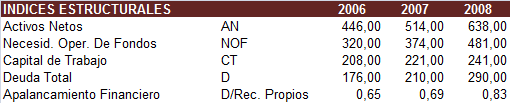 INDICES ESTRUCTURALES 2006 2007 2008
Activos Netos AN 446,00 514,00 638,00
Necesid. Oper. De Fondos NOF 320,00 374,00 481,00
Capital de Trabajo CT 208,00 221,00 241,00
Deuda Total D 176,00 210,00 290,00
Apalancamiento Financiero D/Rec. Propios 0,65 0,69 0,83